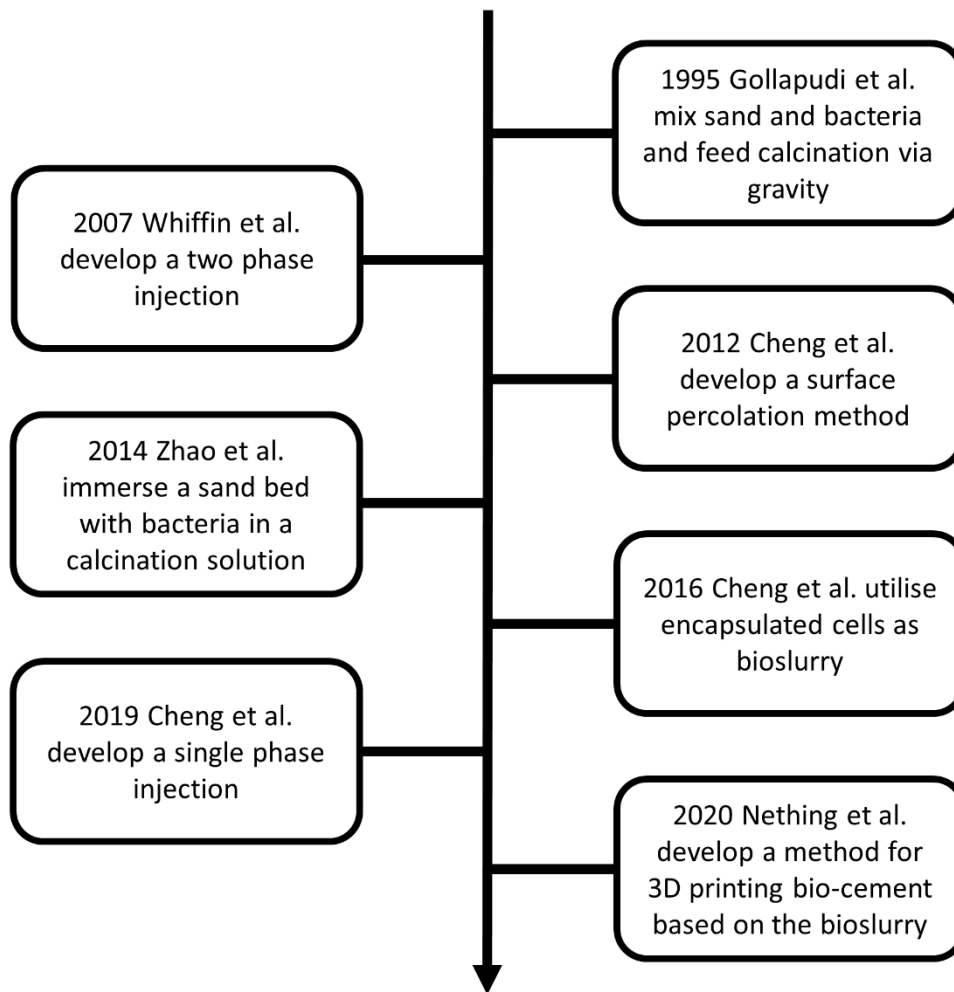 1995 Gollapudi et al.
mix sand and bacteria
and feed calcination via
gravity
2007 Whiffin et al.
develop a two phase
injection
2012 Cheng et al.
develop a surface
percolation method
2014 Zhao et al.
immerse a sand bed
with bacteria in a
calcination solution
2016 Cheng et al. utilise
encapsulated cells as
bioslurry
2019 Cheng et al.
develop a single phase
injection
2020 Nething et al.
develop a method for
3D printing bio-cement
based on the bioslurry